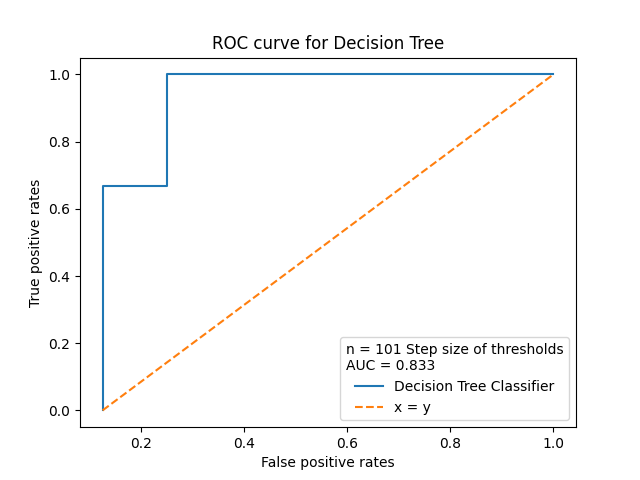 ROC curve for Decision Tree
True positive rates
1.0
0.8
0.6
0.4
0.2
0.0
n = 101 Step size of thresholds
AUC = 0.833
Decision Tree Classifier
x = y
0.2 0.4 0.6 0.8 1.0
False positive rates